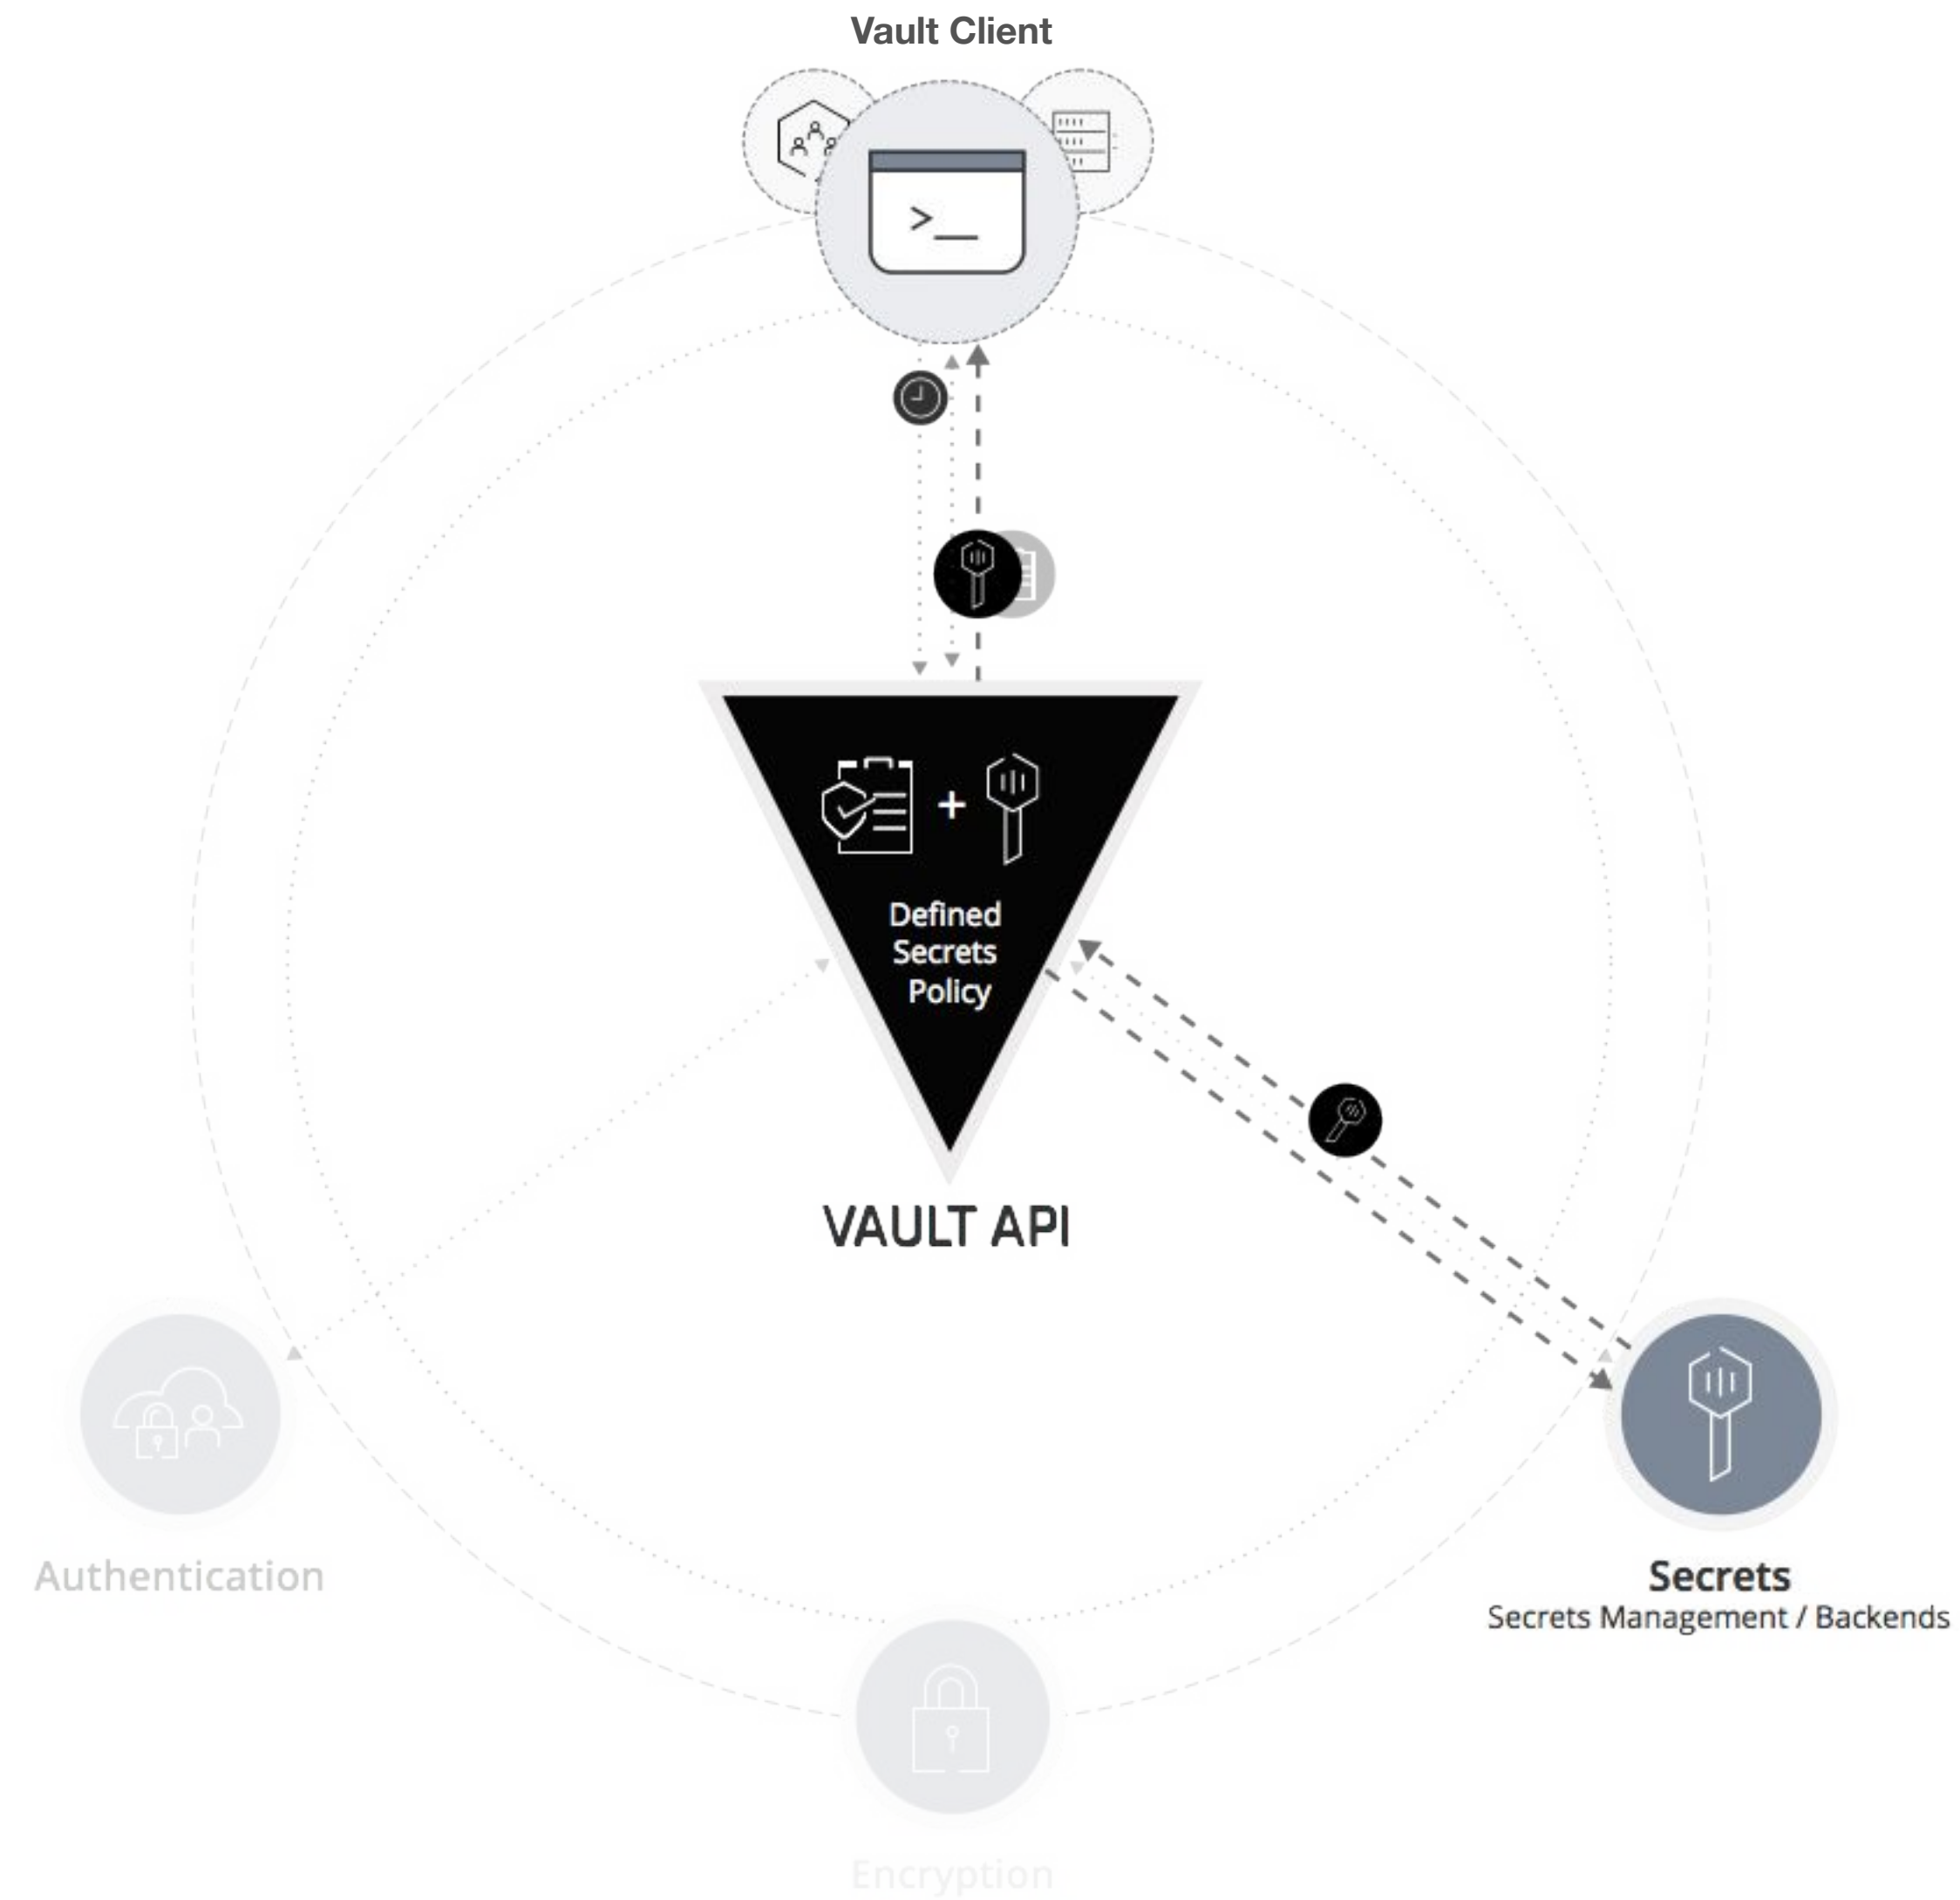 Vault Client
>_
+
Defined
Secrets
Policy
VAULT API
Authentication
Secrets
Secrets Management / Backends
Encryption